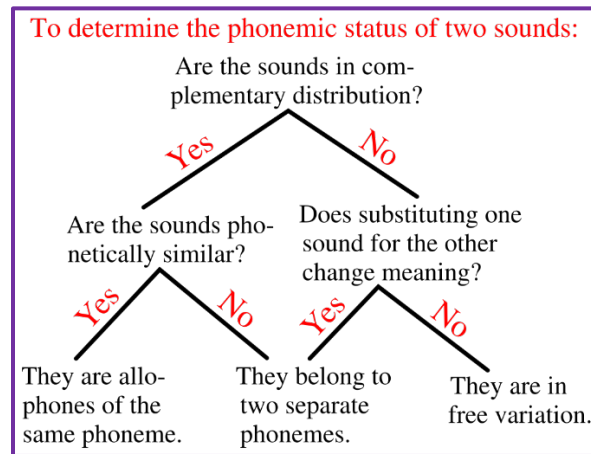 To determine the phonemic status of two sounds:
Are the sounds in com-
plementary distribution?
Yes
No
Are the sounds pho-
netically similar?
Does substituting one
sound for the other
change meaning?
Yes
No
Yes
No
They are allo-
phones of the
same phoneme.
They belong to
two separate
phonemes.
They are in
free variation.